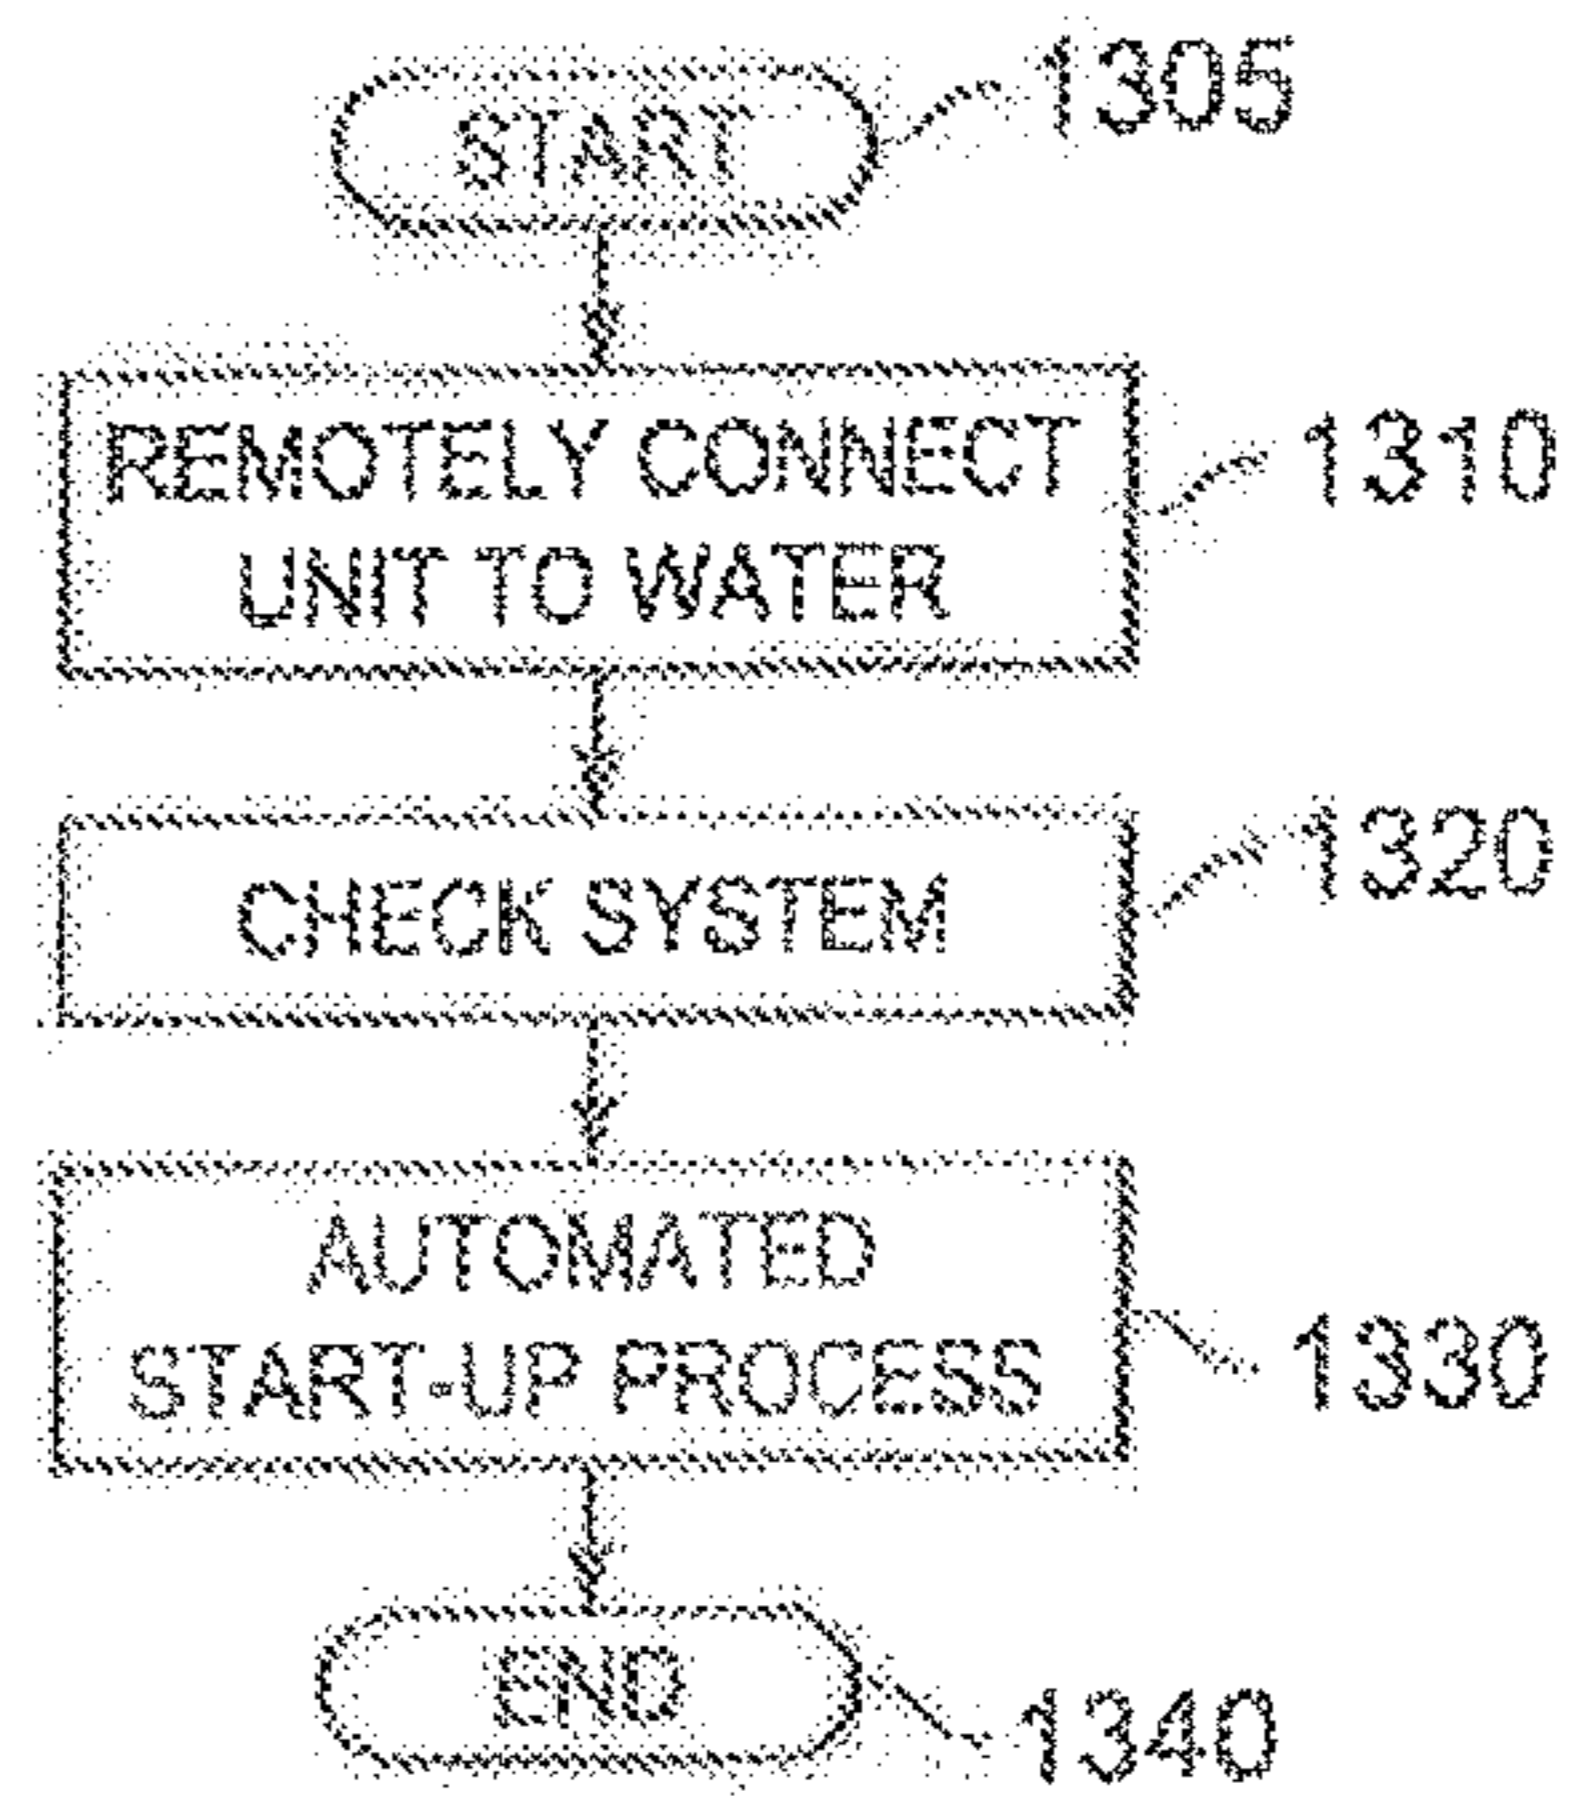 START
1305
REMOTELY CONNECT
UNIT TO WATER
1310
CHECK SYSTEM
1320
AUTOMATED
START-UP PROCESS
1330
END
1340